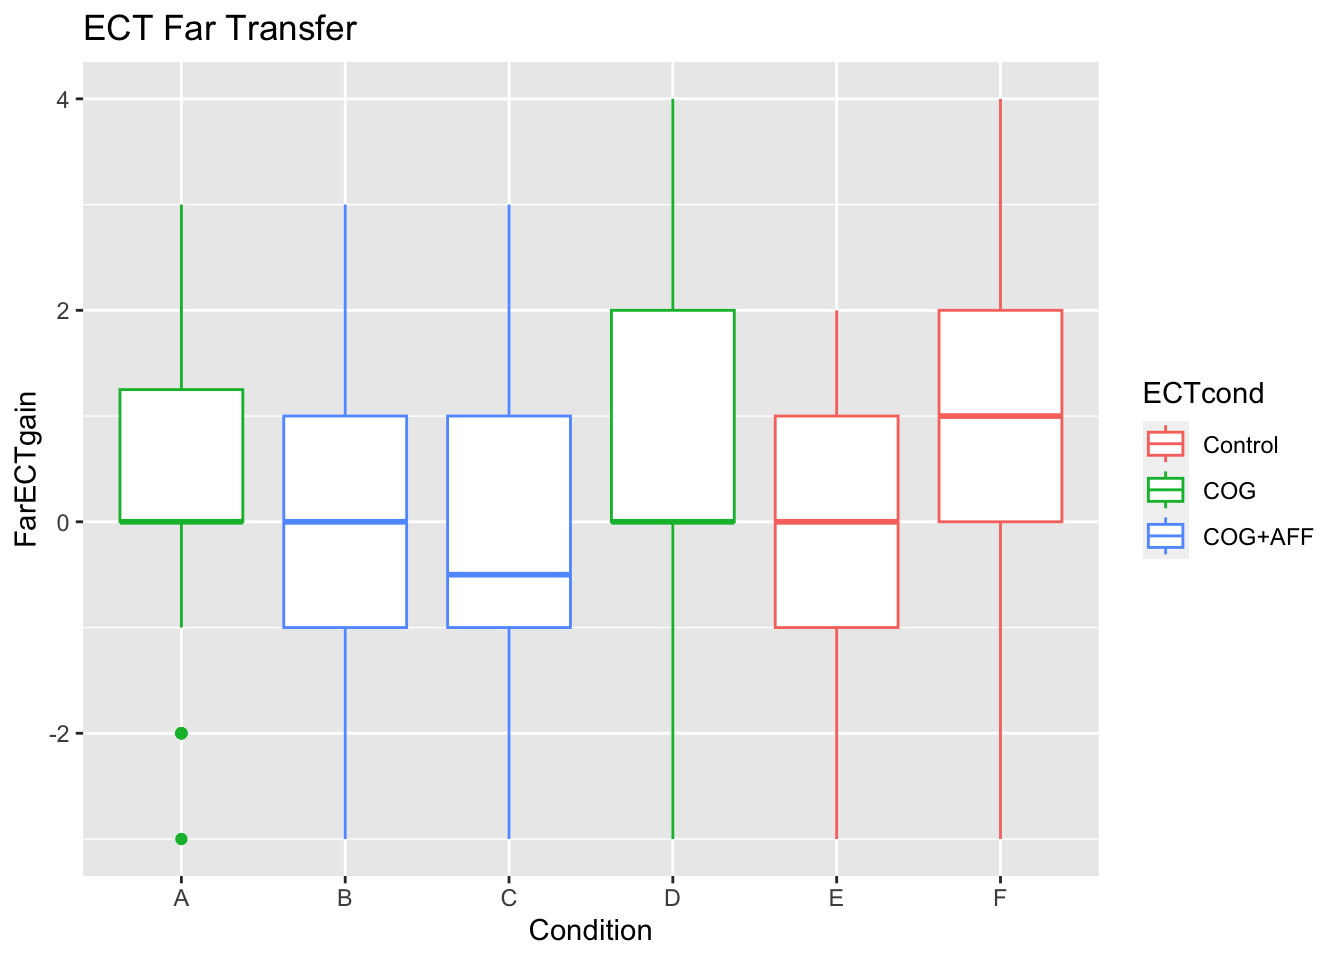 ECT Far Transfer
4
2
0
-2
FarECTgain
A B C D E F
Condition
ECTcond
Control
COG
COG+AFF